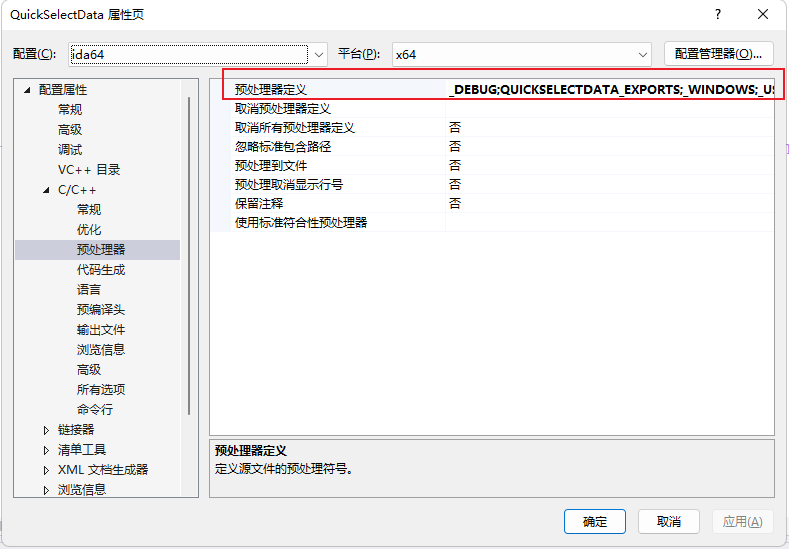 QuickSelectData 属性页
?
配置(C):
ida64
平台(P):
x64
配置管理器(O)...
配置属性
常规
高级
调试
VC++ 目录
C/C++
常规
优化
预处理器
代码生成
语言
预编译头
输出文件
浏览信息
高级
所有选项
命令行
链接器
清单工具
XML 文档生成器
浏览信息
预处理器定义 _DEBUG;QUICKSELECTDATA_EXPORTS;_WINDOWS;_US
取消预处理器定义
取消所有预处理器定义 否
忽略标准包含路径 否
预处理到文件 否
预处理取消显示行号 否
保留注释 否
使用标准符合性预处理器
预处理器定义
定义源文件的预处理符号。
确定
取消
应用(A)